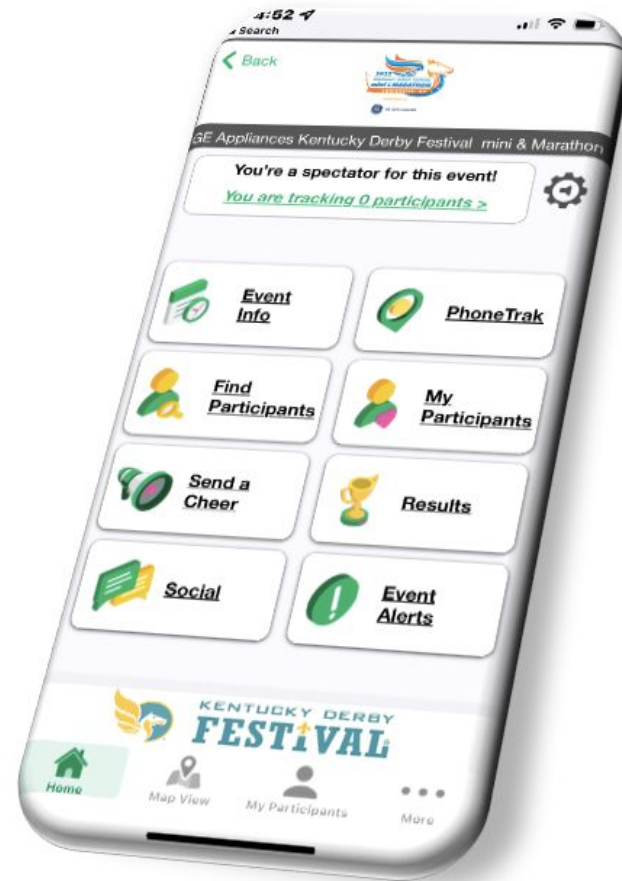 4:52
Search
Back
GE Appliances Kentucky Derby Festival mini & Marathon
You're a spectator for this event!
You are tracking 0 participants >
Event
Info
PhoneTrak
Find
Participants
My
Participants
Send a
Cheer
Results
Social
Event
Alerts
KENTUCKY DERBY
FESTIVAL
Home
Map View
My Participants
More